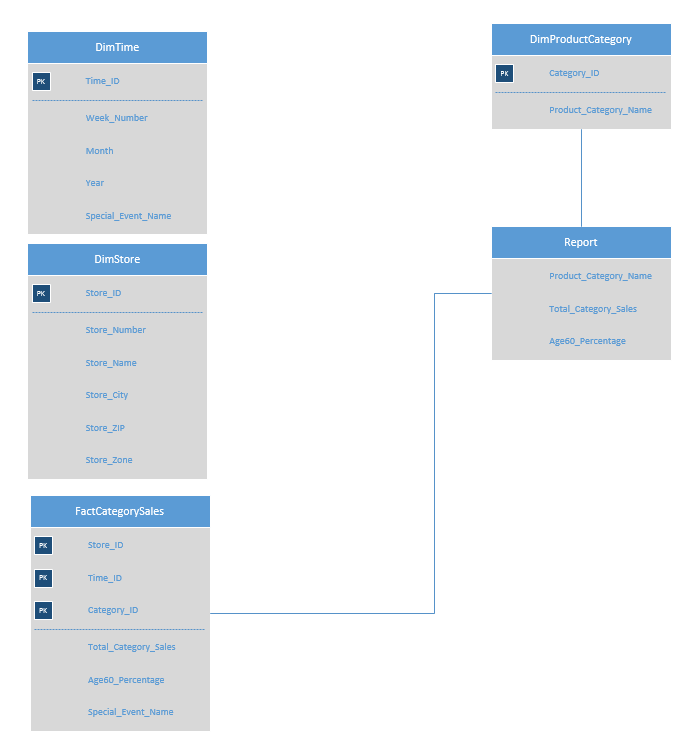 DimTime
PK Time_ID
Week_Number
Month
Year
Special_Event_Name
DimStore
PK Store_ID
Store_Number
Store_Name
Store_City
Store_ZIP
Store_Zone
FactCategorySales
PK Store_ID
PK Time_ID
PK Category_ID
Total_Category_Sales
Age60_Percentage
Special_Event_Name
DimProductCategory
PK Category_ID
Product_Category_Name
Report
Product_Category_Name
Total_Category_Sales
Age60_Percentage